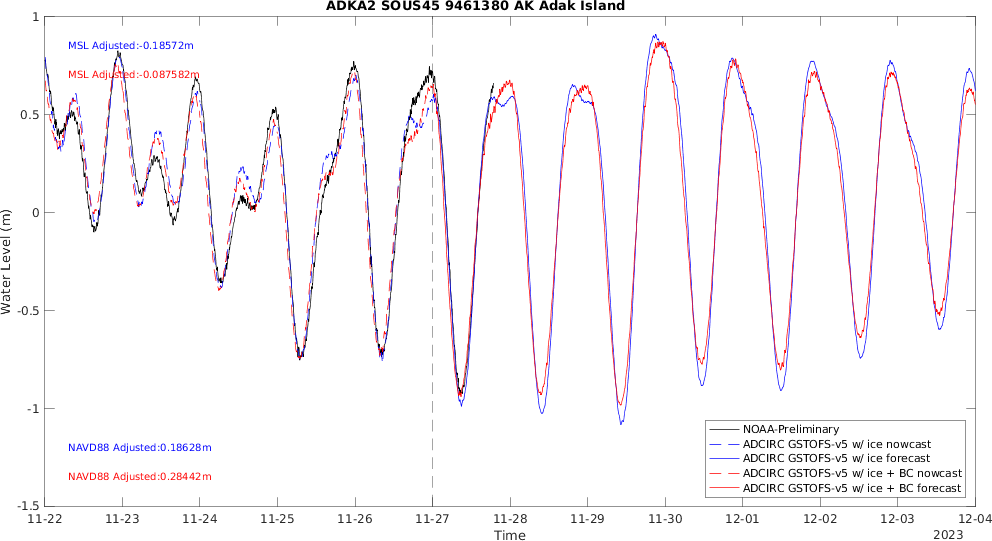 ADKA2 SOUS45 9461380 AK Adak Island
1
0.5
0
-0.5
-1
-1.5
Water Level (m)
MSL Adjusted:-0.18572m
MSL Adjusted:-0.087582m
NAVD88 Adjusted:0.18628m
NAVD88 Adjusted:0.28442m
NOAA-Preliminary
ADCIRC GSTOFS-v5 w/ ice nowcast
ADCIRC GSTOFS-v5 w/ ice forecast
ADCIRC GSTOFS-v5 w/ ice + BC nowcast
ADCIRC GSTOFS-v5 w/ ice + BC forecast
11-22 11-23 11-24 11-25 11-26 11-27 11-28 11-29 11-30 12-01 12-02 12-03 12-04
Time
2023